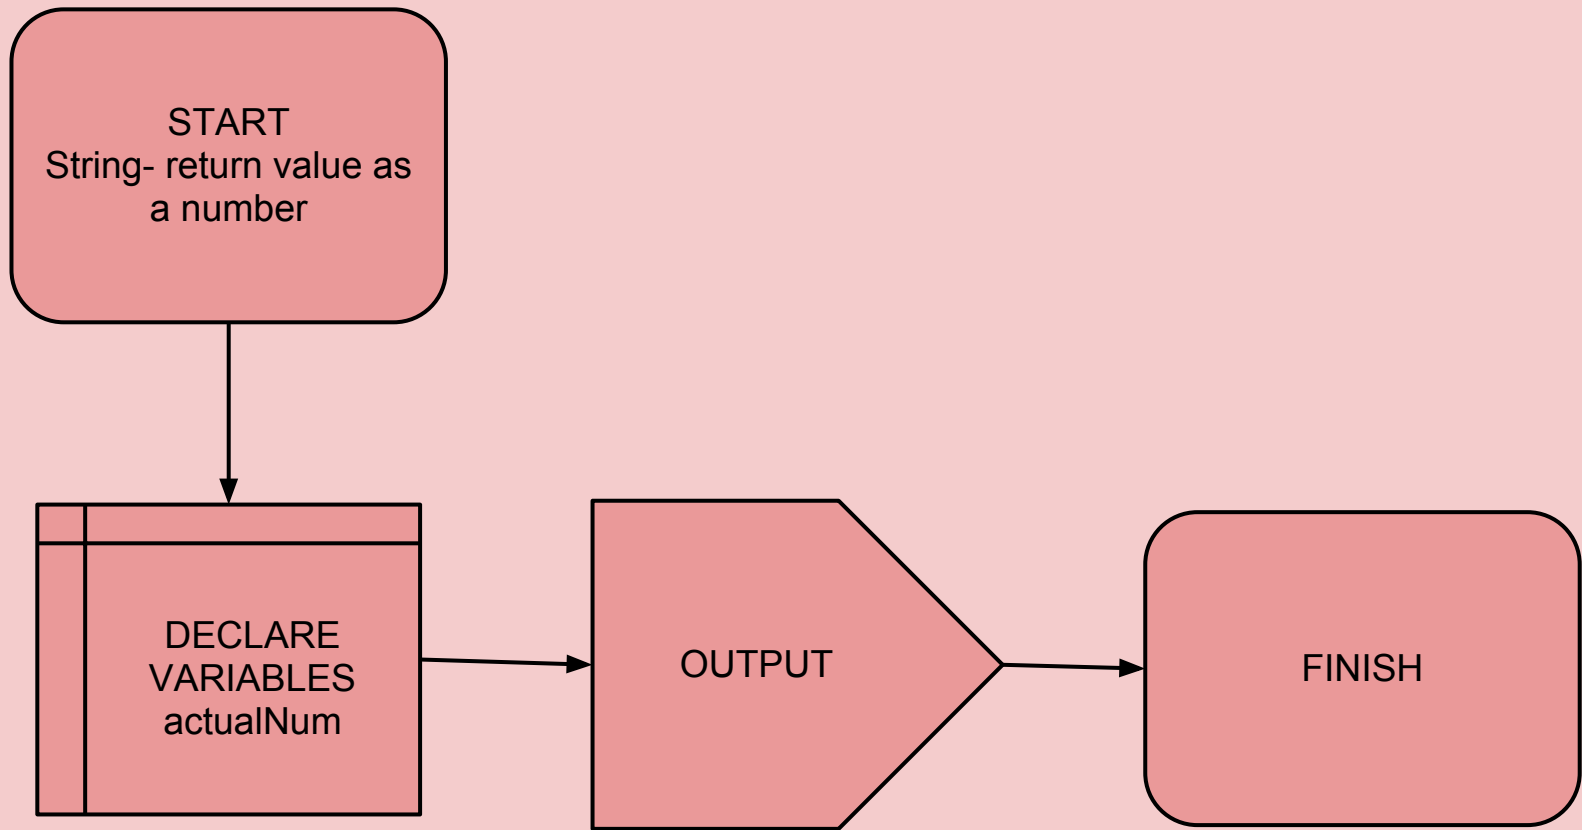 START
String- return value as
a number
DECLARE
VARIABLES
actualNum
OUTPUT
FINISH